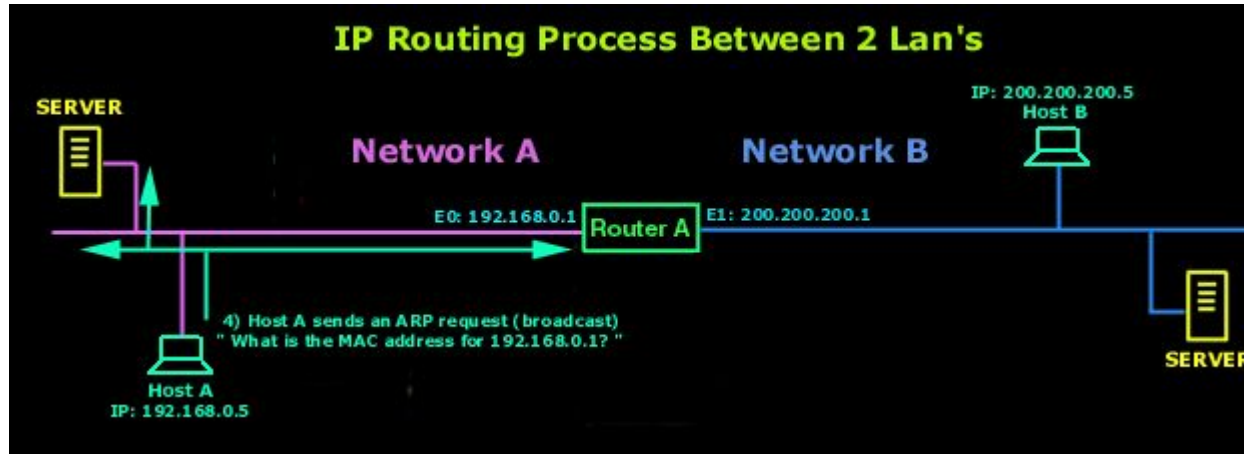 IP Routing Process Between 2 Lan's
SERVER
Network A
Network B
IP: 200.200.200.5
Host B
E0: 192.168.0.1
Router A
E1: 200.200.200.1
4) Host A sends an ARP request (broadcast)
" What is the MAC address for 192.168.0.1? "
Host A
IP: 192.168.0.5
SERVER